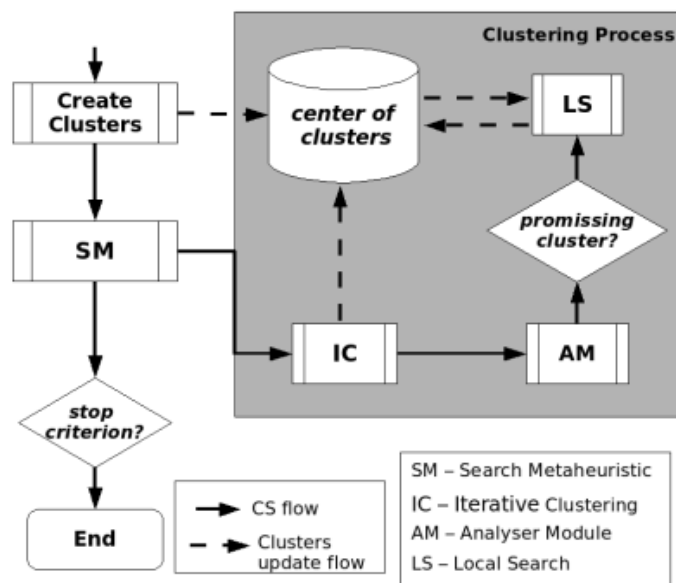 Clustering Process
Create
Clusters
center of
clusters
LS
promissing
cluster?
SM
IC
AM
stop
criterion?
End
CS flow
Clusters
update flow
SM – Search Metaheuristic
IC – Iterative Clustering
AM – Analyser Module
LS – Local Search